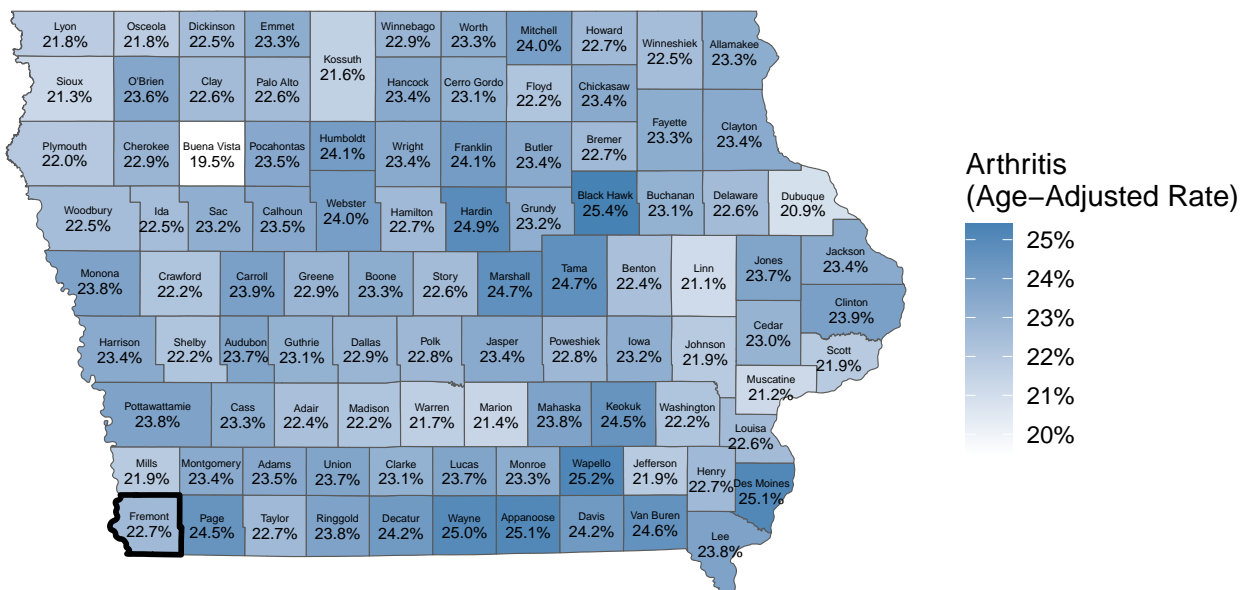 Lyon
21.8%
Osceola
21.8%
Dickinson
22.5%
Emmet
23.3%
Kossuth
21.6%
Winnebago
22.9%
Worth
23.3%
Mitchell
24.0%
Howard
22.7%
Winneshiek
22.5%
Allamakee
23.3%
Sioux
21.3%
O'Brien
23.6%
Clay
22.6%
Palo Alto
22.6%
Hancock
23.4%
Cerro Gordo
23.1%
Floyd
22.2%
Chickasaw
23.4%
Fayette
23.3%
Clayton
23.4%
Plymouth
22.0%
Cherokee
22.9%
Buena Vista
19.5%
Pocahontas
23.5%
Humboldt
24.1%
Wright
23.4%
Franklin
24.1%
Butler
23.4%
Bremer
22.7%
Woodbury
22.5%
Ida
22.5%
Sac
23.2%
Calhoun
23.5%
Webster
24.0%
Hamilton
22.7%
Hardin
24.9%
Grundy
23.2%
Black Hawk
25.4%
Buchanan
23.1%
Delaware
22.6%
Dubuque
20.9%
Monona
23.8%
Crawford
22.2%
Carroll
23.9%
Greene
22.9%
Boone
23.3%
Story
22.6%
Marshall
24.7%
Tama
24.7%
Benton
22.4%
Linn
21.1%
Jones
23.7%
Jackson
23.4%
Clinton
23.9%
Harrison
23.4%
Shelby
22.2%
Audubon
23.7%
Guthrie
23.1%
Dallas
22.9%
Polk
22.8%
Jasper
23.4%
Poweshiek
22.8%
Iowa
23.2%
Johnson
21.9%
Cedar
23.0%
Scott
21.9%
Muscatine
21.2%
Pottawattamie
23.8%
Cass
23.3%
Adair
22.4%
Madison
22.2%
Warren
21.7%
Marion
21.4%
Mahaska
23.8%
Keokuk
24.5%
Washington
22.2%
Louisa
22.6%
Mills
21.9%
Montgomery
23.4%
Adams
23.5%
Union
23.7%
Clarke
23.1%
Lucas
23.7%
Monroe
23.3%
Wapello
25.2%
Jefferson
21.9%
Henry
22.7%
Des Moines
25.1%
Fremont
22.7%
Page
24.5%
Taylor
22.7%
Ringgold
23.8%
Decatur
24.2%
Wayne
25.0%
Appanoose
25.1%
Davis
24.2%
Van Buren
24.6%
Lee
23.8%
Arthritis
(Age−Adjusted Rate)
25%
24%
23%
22%
21%
20%